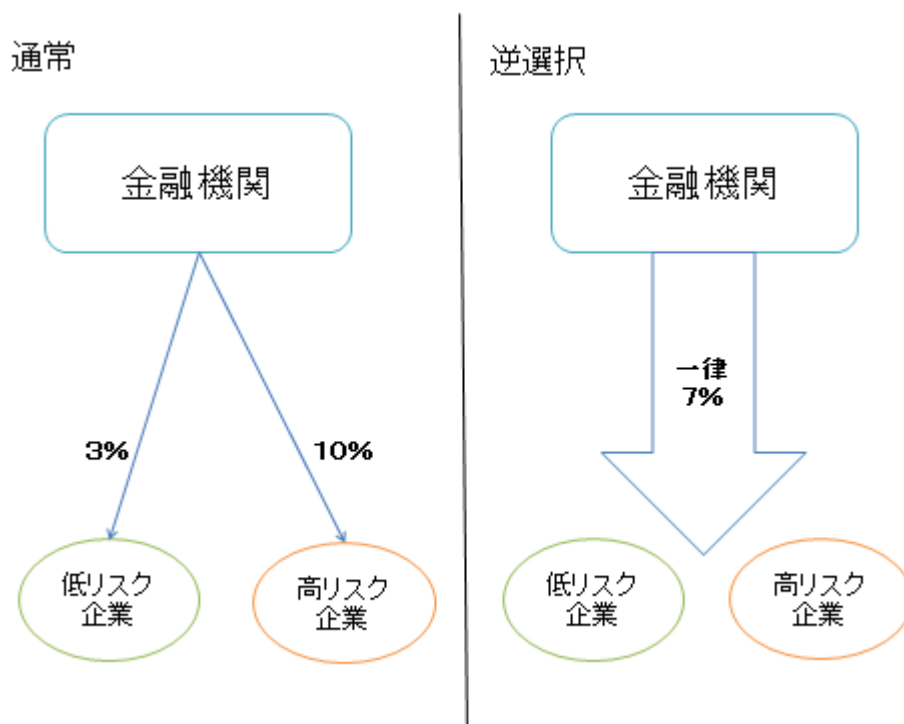 通常
金融機関
3%
10%
低リスク
企業
高リスク
企業
逆選択
金融機関
一律
7%
低リスク
企業
高リスク
企業